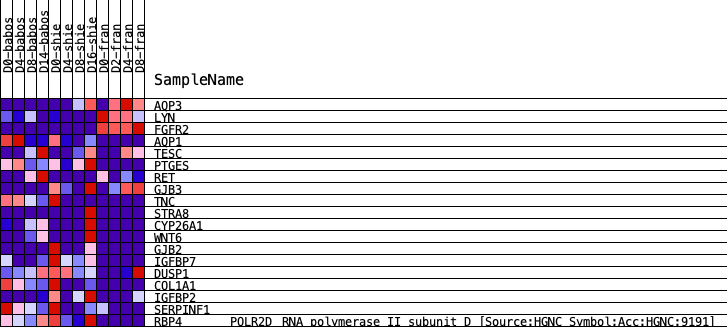 D0-babos
D4-babos
D8-babos
D14-babos
D0-shie
D4-shie
D8-shie
D16-shie
D0-fran
D2-fran
D4-fran
D8-fran
SampleName
AQP3
LYN
FGFR2
AQP1
TESC
PTGES
RET
GJB3
TNC
STRA8
CYP26A1
WNT6
GJB2
IGFBP7
DUSP1
COL1A1
IGFBP2
SERPINF1
RBP4 POLR2D RNA polymerase II subunit D [Source:HGNC Symbol;Acc:HGNC:9191]